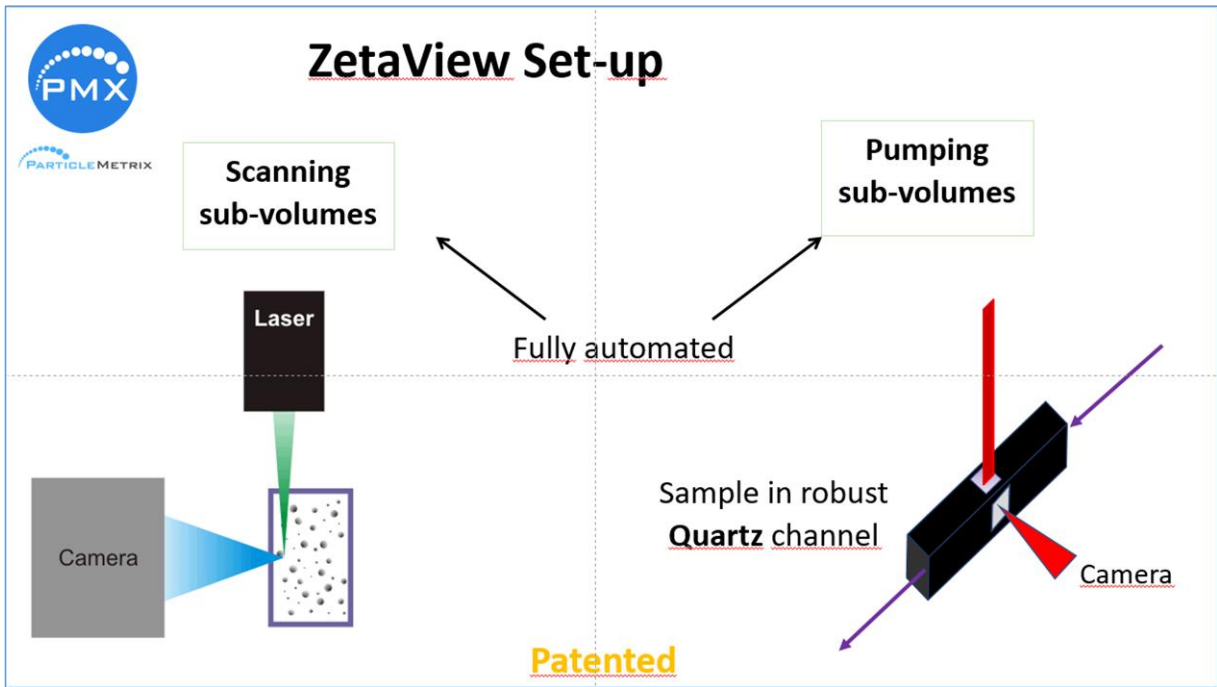 PMX
PARTICLEMETRIX
ZetaView Set-up
Scanning
sub-volumes
Pumping
sub-volumes
Fully automated
Laser
Camera
Sample in robust
Quartz channel
Camera
Patented